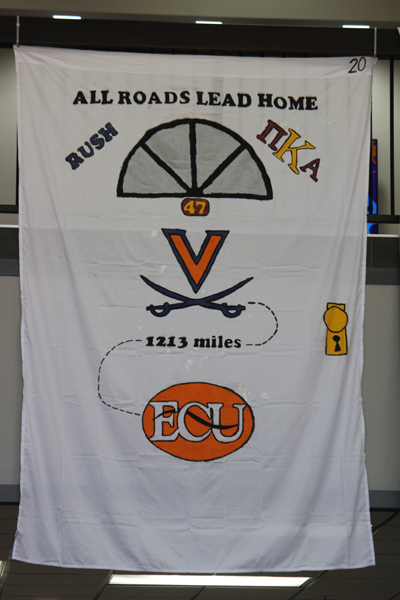 20
ALL ROADS LEAD HOME
RUSH
ΠΚΑ
47
V
1213 miles
ECU